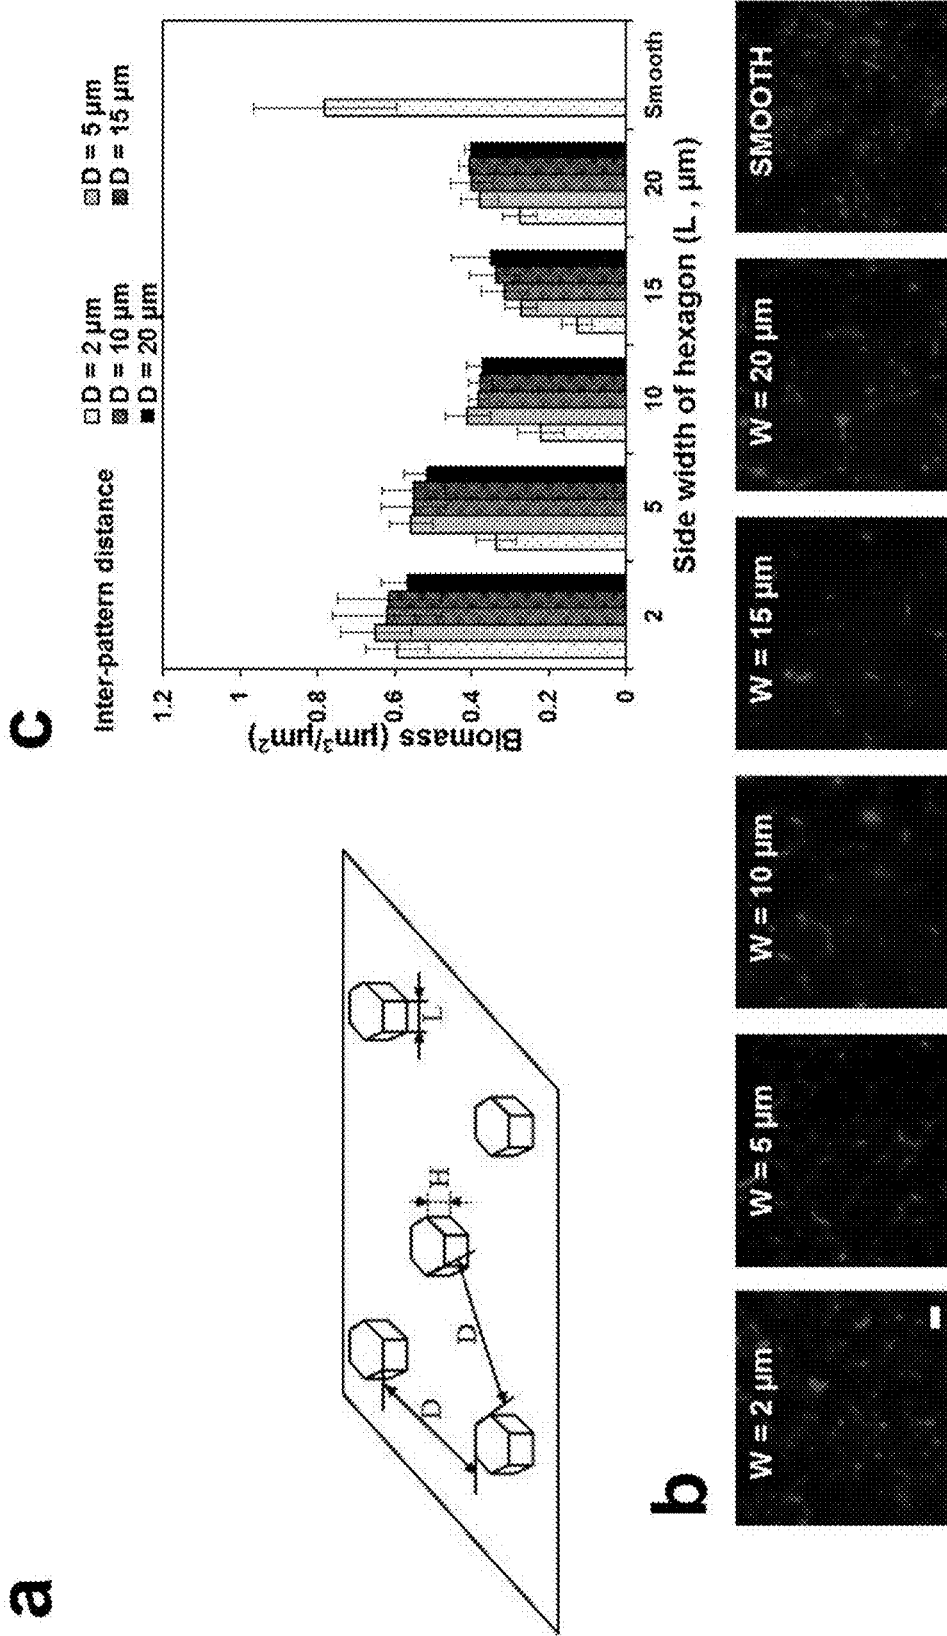 a
D
D
H
L
b
W = 2 µm
W = 5 µm
W = 10 µm
W = 15 µm
W = 20 µm
SMOOTH
c
Inter-pattern distance
D = 2 µm
D = 5 µm
D = 10 µm
D = 15 µm
D = 20 µm
Biomass (µm³/µm²)
1.2
1
0.8
0.6
0.4
0.2
0
2
5
10
15
20
Smooth
Side width of hexagon (L , µm)